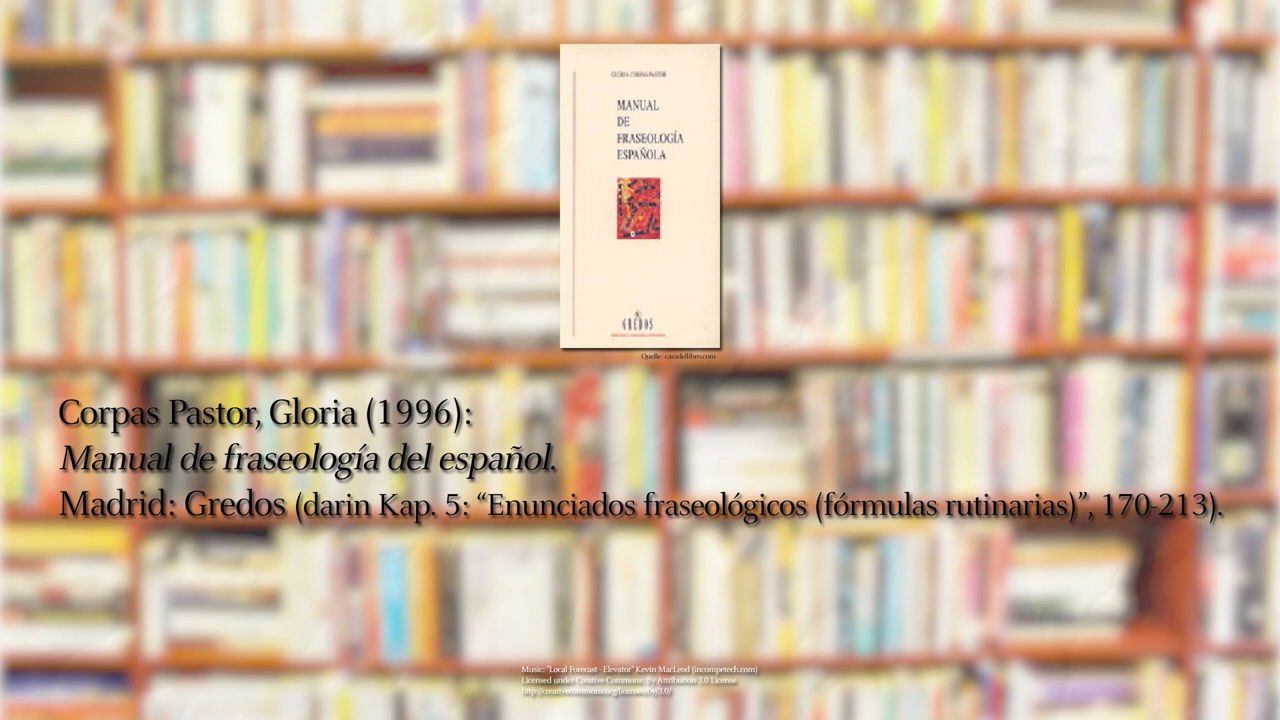 GLORIA CORPAS PASTOR
MANUAL
DE
FRASEOLOGÍA
ESPAÑOLA
GREDOS
Quelle: casadellibro.com
Corpas Pastor, Gloria (1996):
Manual de fraseología del español.
Madrid: Gredos (darin Kap. 5: “Enunciados fraseológicos (fórmulas rutinarias)”, 170-213).
Music: "Local Forecast - Elevator" Kevin MacLeod (incompetech.com)
Licensed under Creative Commons: By Attribution 3.0 License
http://creativecommons.org/licenses/by/3.0/